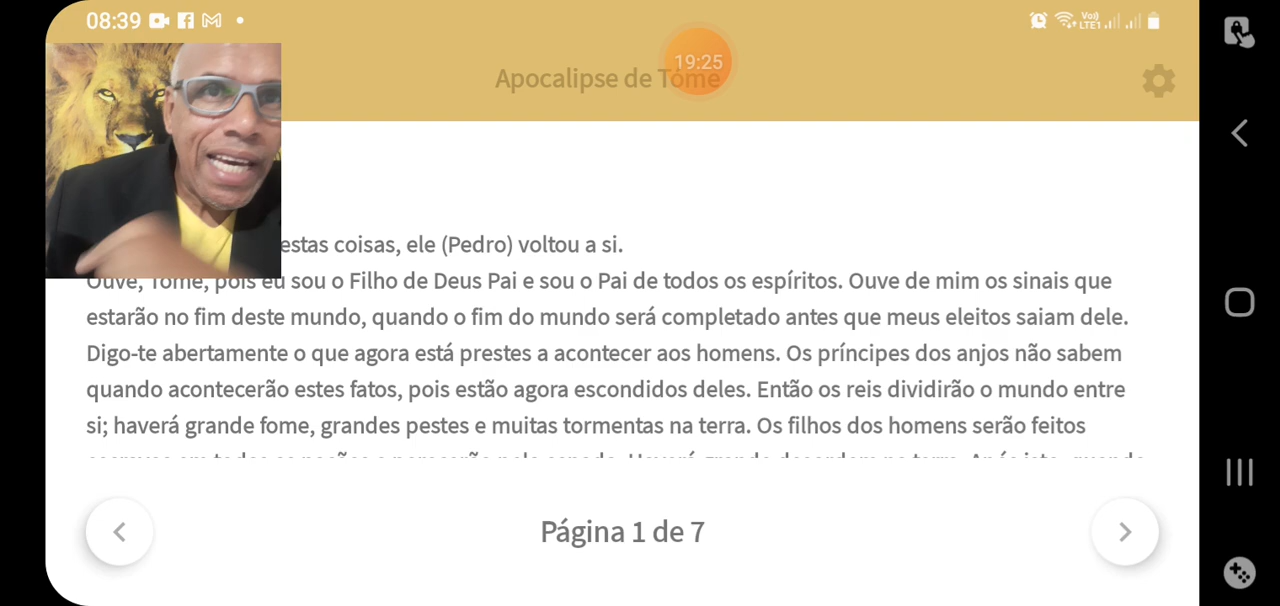 08:39
Vo)
LTE1
19:25
Apocalipse de Tóme
estas coisas, ele (Pedro) voltou a si.
Ouve, Tomé, pois eu sou o Filho de Deus Pai e sou o Pai de todos os espíritos. Ouve de mim os sinais que
estarão no fim deste mundo, quando o fim do mundo será completado antes que meus eleitos saiam dele.
Digo-te abertamente o que agora está prestes a acontecer aos homens. Os príncipes dos anjos não sabem
quando acontecerão estes fatos, pois estão agora escondidos deles. Então os reis dividirão o mundo entre
si; haverá grande fome, grandes pestes e muitas tormentas na terra. Os filhos dos homens serão feitos
Página 1 de 7